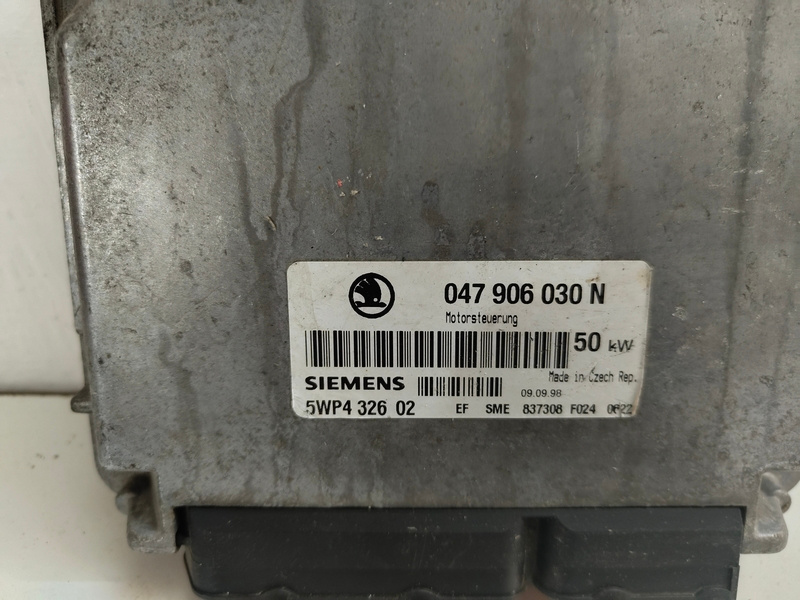 047 906 030 N
Motorsteuerung
50 kW
Made in Czech Rep.
SIEMENS
09.09.98
5WP4 326 02 EF SME 837308 F024